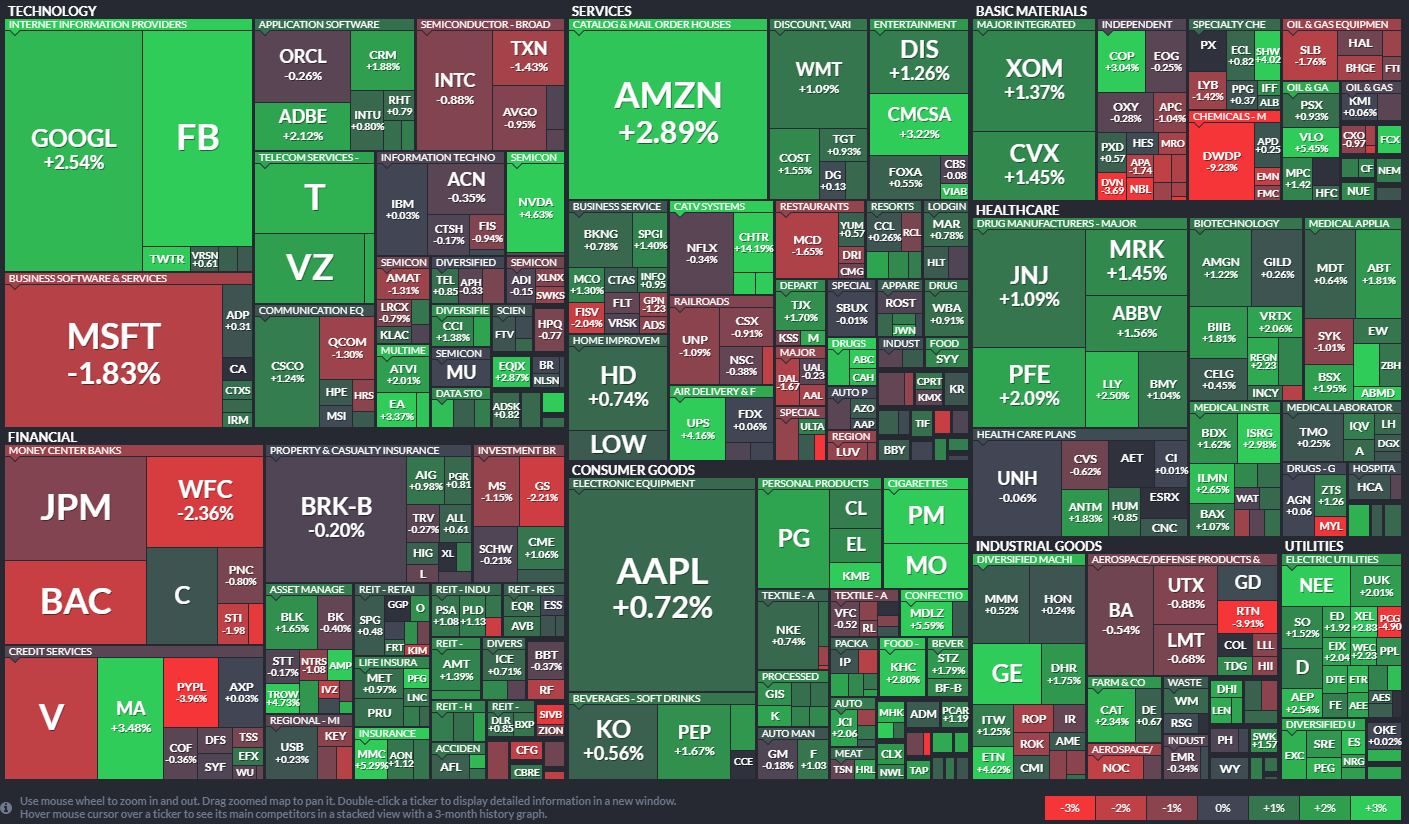 TECHNOLOGY
INTERNET INFORMATION PROVIDERS
GOOGL
+2.54%
FB
TWTR
VRSN
+0.61
APPLICATION SOFTWARE
ORCL
-0.26%
CRM
+1.88%
ADBE
+2.12%
INTU
+0.80%
RHT
+0.79
SEMICONDUCTOR - BROAD
INTC
-0.88%
TXN
-1.43%
AVGO
-0.95%
TELECOM SERVICES -
T
VZ
INFORMATION TECHNO
IBM
+0.03%
ACN
-0.35%
CTSH
-0.17%
FIS
-0.94%
SEMICON
NVDA
+4.63%
BUSINESS SOFTWARE & SERVICES
MSFT
-1.83%
ADP
+0.31
CA
CTXS
IRM
COMMUNICATION EQ
CSCO
+1.24%
QCOM
-1.30%
HPE
HRS
MSI
SEMICON
AMAT
-1.31%
LRCX
-0.79%
KLAC
DIVERSIFIED
TEL
+0.85
APH
-0.33
SEMICON
ADI
-0.15
XLNX
SWKS
DIVERSIFIE
CCI
+1.38%
SCIEN
FTV
HPQ
-0.77
MULTIME
ATVI
+2.01%
EA
+3.37%
SEMICON
MU
EQIX
+2.87%
BR
NLSN
DATA STO
ADSK
+0.82
SERVICES
CATALOG & MAIL ORDER HOUSES
AMZN
+2.89%
DISCOUNT, VARI
WMT
+1.09%
COST
+1.55%
TGT
+0.93%
DG
+0.13
ENTERTAINMENT
DIS
+1.26%
CMCSA
+3.22%
FOXA
+0.55%
CBS
-0.08
VIAB
BUSINESS SERVICE
BKNG
+0.78%
SPGI
+1.40%
MCO
+1.30%
CTAS
INFO
+0.95
FISV
-2.04%
FLT
GPN
-1.23
VRSK
ADS
CATV SYSTEMS
NFLX
-0.34%
CHTR
+14.19%
RESTAURANTS
MCD
-1.65%
YUM
+0.57
DRI
CMG
RESORTS
CCL
+0.26%
RCL
LODGIN
MAR
+0.78%
HLT
RAILROADS
UNP
-1.09%
CSX
-0.91%
NSC
-0.38%
DEPART
TJX
+1.70%
KSS
M
SPECIAL
SBUX
-0.01%
APPARE
ROST
JWN
DRUG
WBA
+0.91%
HOME IMPROVEM
HD
+0.74%
LOW
MAJOR
DAL
-1.67
UAL
-0.23
AAL
DRUGS
ABC
CAH
INDUST
FOOD
SYY
AIR DELIVERY & F
UPS
+4.16%
FDX
+0.06%
AUTO P
AZO
AAP
CPRT
KMX
KR
SPECIAL
ULTA
REGION
LUV
TIF
BBY
BASIC MATERIALS
MAJOR INTEGRATED
XOM
+1.37%
CVX
+1.45%
INDEPENDENT
COP
+3.04%
EOG
-0.25%
OXY
-0.28%
APC
-1.04%
PXD
+0.57
HES
MRO
DVN
-3.69
APA
-1.74
NBL
SPECIALTY CHE
PX
ECL
+0.82
SHW
+4.02
LYB
-1.42%
PPG
+0.37
IFF
ALB
CHEMICALS - M
DWDP
-9.23%
APD
+0.25
EMN
FMC
OIL & GAS EQUIPMEN
SLB
-1.76%
HAL
BHGE
FTI
OIL & GA
PSX
+0.93%
VLO
+5.45%
MPC
+1.42
HFC
OIL & GAS
KMI
+0.06%
CXO
-0.97
FCX
CF
NEM
NUE
HEALTHCARE
DRUG MANUFACTURERS - MAJOR
JNJ
+1.09%
MRK
+1.45%
ABBV
+1.56%
PFE
+2.09%
LLY
+2.50%
BMY
+1.04%
BIOTECHNOLOGY
AMGN
+1.22%
GILD
+0.26%
BIIB
+1.81%
VRTX
+2.06%
CELG
+0.45%
REGN
+2.23
INCY
MEDICAL APPLIA
MDT
+0.64%
ABT
+1.81%
SYK
-1.01%
EW
BSX
+1.95%
ZBH
ABMD
HEALTH CARE PLANS
UNH
-0.06%
CVS
-0.62%
AET
CI
+0.01%
ANTM
+1.83%
HUM
+0.85
ESRX
CNC
MEDICAL INSTR
BDX
+1.62%
ISRG
+2.98%
ILMN
+2.65%
WAT
BAX
+1.07%
MEDICAL LABORATOR
TMO
+0.25%
IQV
LH
A
DGX
DRUGS - G
AGN
+0.06
ZTS
+1.26
MYL
HOSPITA
HCA
FINANCIAL
MONEY CENTER BANKS
JPM
WFC
-2.36%
BAC
C
PNC
-0.80%
STI
-1.98
PROPERTY & CASUALTY INSURANCE
BRK-B
-0.20%
AIG
+0.98%
PGR
+0.81
TRV
-0.27%
ALL
+0.61
HIG
XL
L
INVESTMENT BR
MS
-1.15%
GS
-2.21%
SCHW
-0.21%
CME
+1.06%
CREDIT SERVICES
V
MA
+3.48%
PYPL
-3.96%
AXP
+0.03%
COF
-0.36%
DFS
SYF
TSS
EFX
WU
ASSET MANAGE
BLK
+1.65%
BK
-0.40%
STT
-0.17%
NTRS
-1.08
AMP
TROW
+4.73%
IVZ
REGIONAL - MI
USB
+0.23%
KEY
REIT - RETAI
SPG
+0.48
GGP
O
FRT
KIM
REIT - INDU
PSA
+1.08
PLD
+1.13
REIT - RES
EQR
ESS
AVB
LIFE INSURA
MET
+0.97%
PFG
LNC
PRU
REIT -
AMT
+1.39%
DIVERS
ICE
+0.71%
BBT
-0.37%
RF
INSURANCE
MMC
+5.29%
AON
+1.12
REIT - H
REIT -
DLR
+0.85
BXP
SIVB
ZION
ACCIDEN
AFL
CFG
CBRE
CONSUMER GOODS
ELECTRONIC EQUIPMENT
AAPL
+0.72%
BEVERAGES - SOFT DRINKS
KO
+0.56%
PEP
+1.67%
CCE
PERSONAL PRODUCTS
PG
CL
EL
KMB
CIGARETTES
PM
MO
TEXTILE - A
NKE
+0.74%
TEXTILE - A
VFC
-0.52
RL
CONFECTIO
MDLZ
+5.59%
PACKA
IP
FOOD -
KHC
+2.80%
BEVER
STZ
+1.79%
BF-B
PROCESSED
GIS
K
AUTO MAN
GM
-0.18%
F
+1.03
AUTO
JCI
+2.06
MEAT
TSN
HRL
MHK
ADM
PCAR
+1.19
CLX
NWL
TAP
INDUSTRIAL GOODS
DIVERSIFIED MACHI
MMM
+0.52%
HON
+0.24%
GE
DHR
+1.75%
ITW
+1.25%
ROP
IR
ETN
+4.62%
ROK
AME
CMI
AEROSPACE/DEFENSE PRODUCTS &
BA
-0.54%
UTX
-0.88%
LMT
-0.68%
GD
RTN
-3.91%
COL
LLL
TDG
HII
FARM & CO
CAT
+2.34%
DE
+0.67
AEROSPACE/
NOC
WASTE
WM
RSG
DHI
LEN
INDUST
EMR
-0.34%
PH
SWK
+1.57
WY
UTILITIES
ELECTRIC UTILITIES
NEE
DUK
+2.01%
SO
+1.52%
ED
+1.92
XEL
+2.83
PCG
-4.90
D
EIX
+2.04
WEC
+2.23
PPL
DTE
ETR
AEP
+2.54%
FE
AEE
AES
DIVERSIFIED U
EXC
SRE
ES
PEG
NRG
OKE
+0.02%
Use mouse wheel to zoom in and out. Drag zoomed map to pan it. Double-click a ticker to display detailed information in a new window.
Hover mouse cursor over a ticker to see its main competitors in a stacked view with a 3-month history graph.
-3%
-2%
-1%
0%
+1%
+2%
+3%